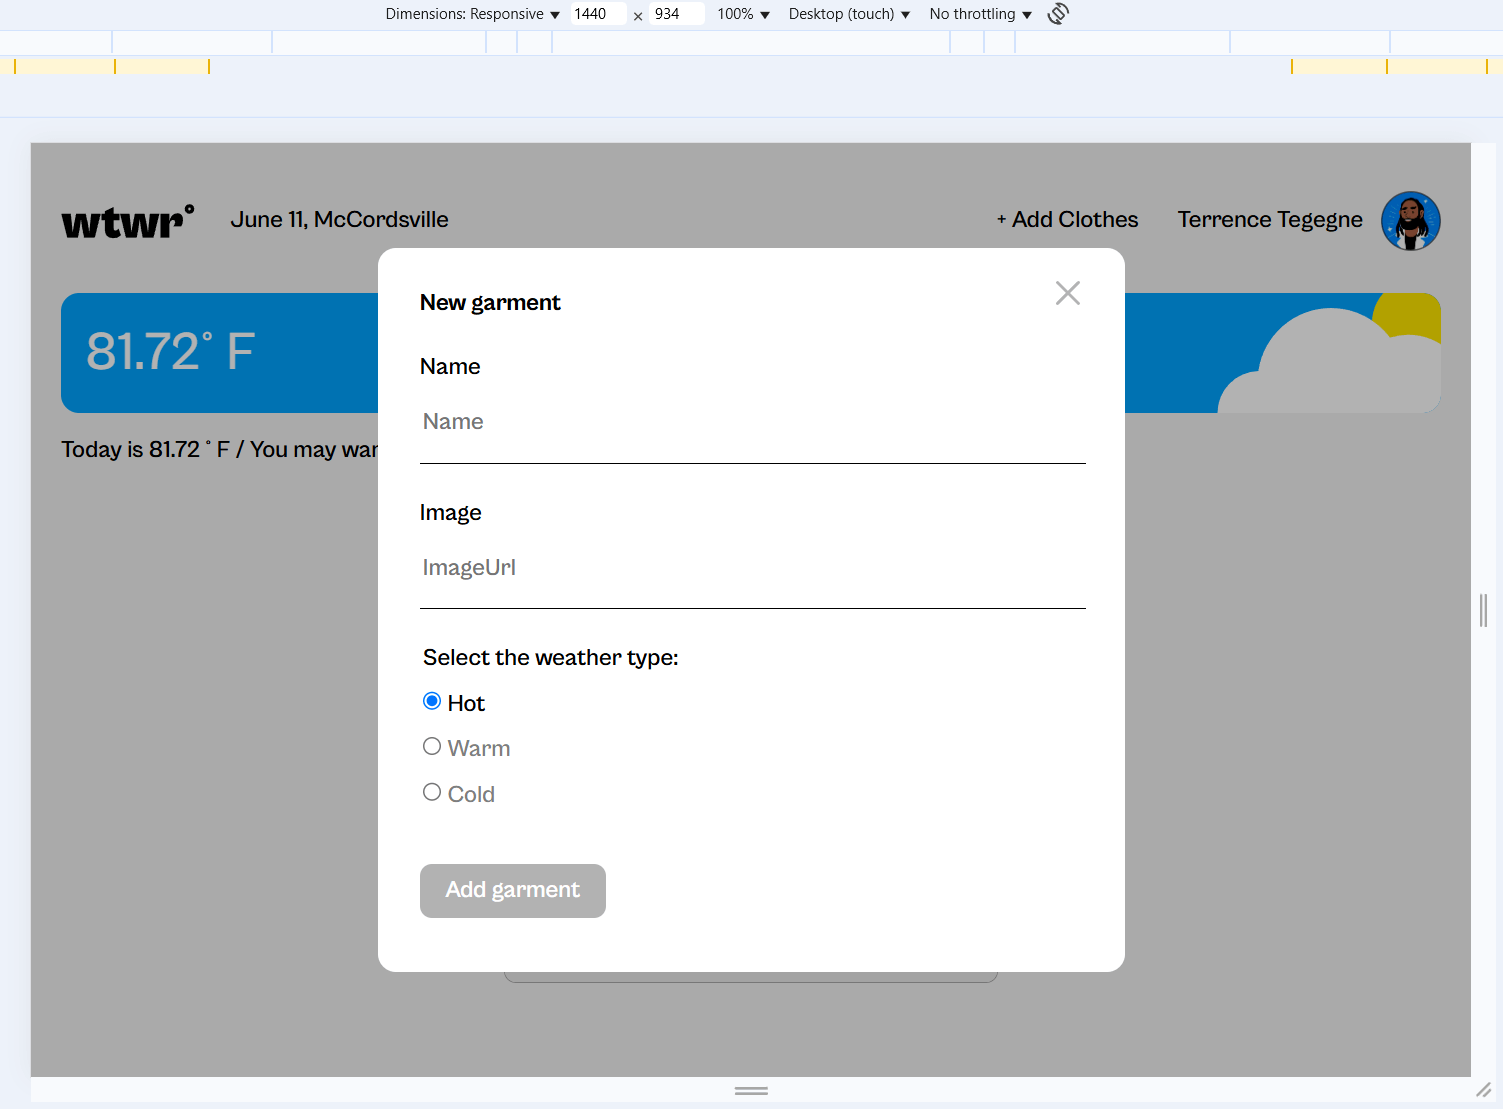 Dimensions: Responsive ▼ 1440 × 934 100% ▼ Desktop (touch) ▼ No throttling ▼
wtwr° June 11, McCordsville + Add Clothes Terrence Tegegne
81.72° F
Today is 81.72 ° F / You may war
New garment
Name
Name
Image
ImageUrl
Select the weather type:
Hot
Warm
Cold
Add garment